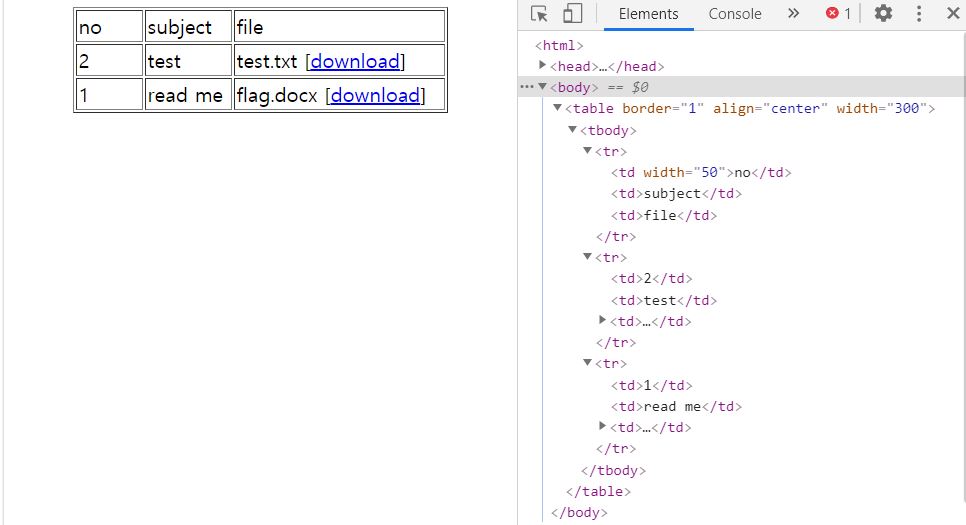 no subject file
2 test test.txt [download]
1 read me flag.docx [download]
Elements Console » 1
<html>
<head>…</head>
··· <body> == $0
<table border="1" align="center" width="300">
<tbody>
<tr>
<td width="50">no</td>
<td>subject</td>
<td>file</td>
</tr>
<tr>
<td>2</td>
<td>test</td>
<td>…</td>
</tr>
<tr>
<td>1</td>
<td>read me</td>
<td>…</td>
</tr>
</tbody>
</table>
</body>